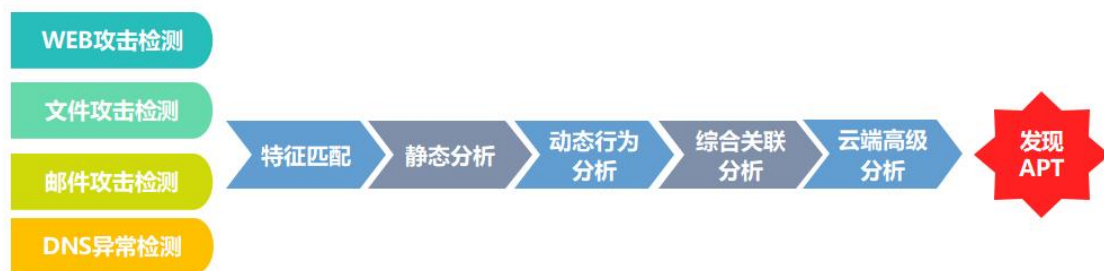 WEB攻击检测
文件攻击检测
邮件攻击检测
DNS异常检测
特征匹配
静态分析
动态行为
分析
综合关联
分析
云端高级
分析
发现
APT